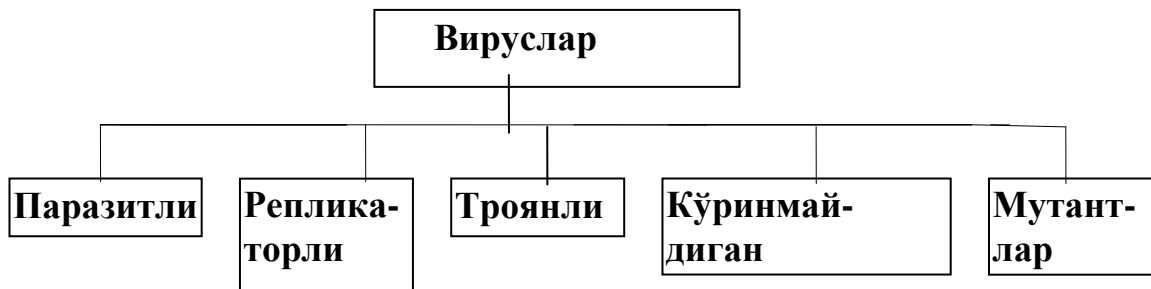 Вируслар
Паразитли
Реплика-
торли
Троянли
Кўринмай-
диган
Мутант-
лар